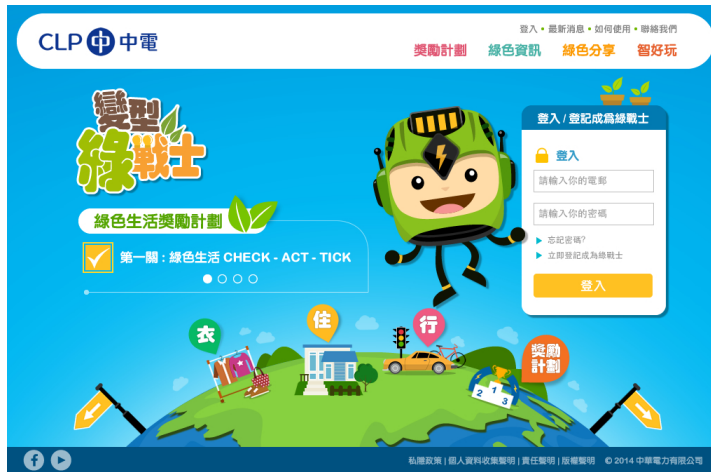 CLP 中電
登入 • 最新消息 • 如何使用 • 聯絡我們
獎勵計劃 綠色資訊 綠色分享 智好玩
變型
綠戰士
綠色生活獎勵計劃
第一關 : 綠色生活 CHECK - ACT - TICK
登入 / 登記成為綠戰士
登入
請輸入你的電郵
請輸入你的密碼
忘記密碼?
立即登記成為綠戰士
登入
衣
住
行
獎勵
計劃
2 1 3
私隱政策 | 個人資料收集聲明 | 責任聲明 | 版權聲明 © 2014 中華電力有限公司